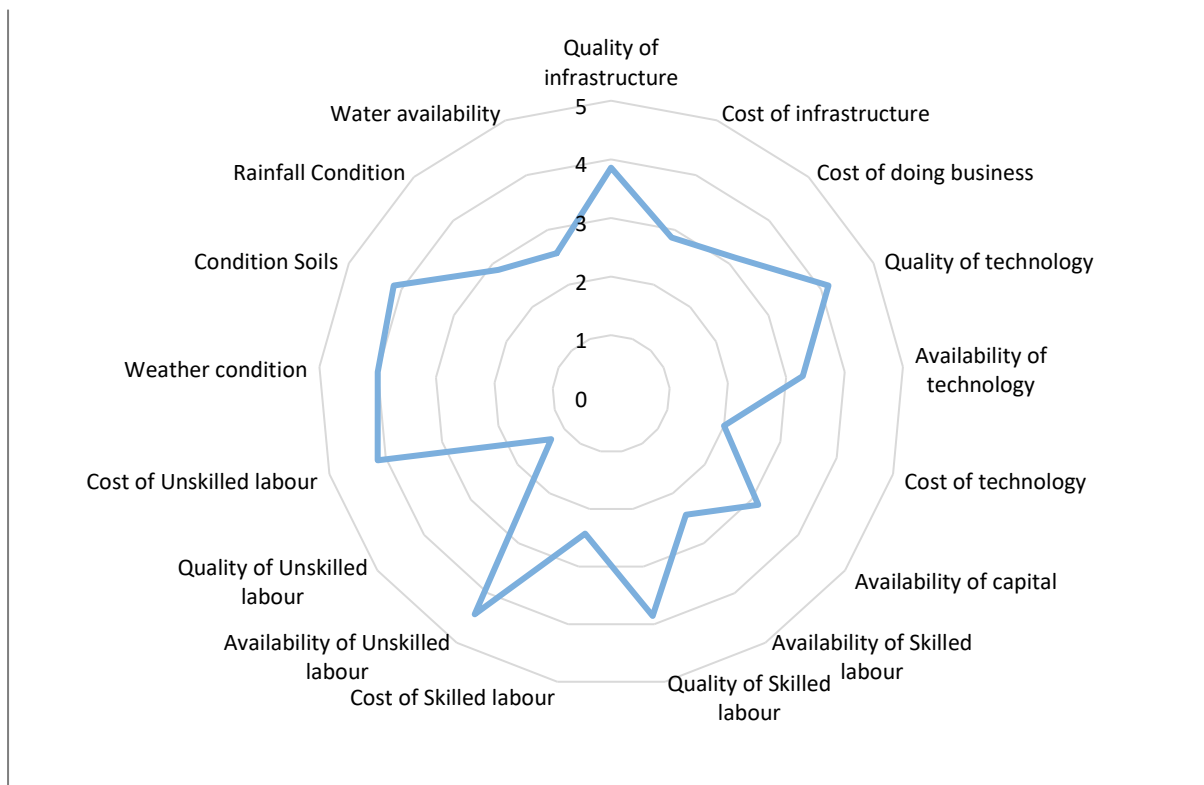 Quality of
infrastructure
Cost of infrastructure
Cost of doing business
Quality of technology
Availability of
technology
Cost of technology
Availability of capital
Availability of Skilled
labour
Quality of Skilled
labour
Cost of Skilled labour
Availability of Unskilled
labour
Quality of Unskilled
labour
Cost of Unskilled labour
Weather condition
Condition Soils
Rainfall Condition
Water availability
5
4
3
2
1
0